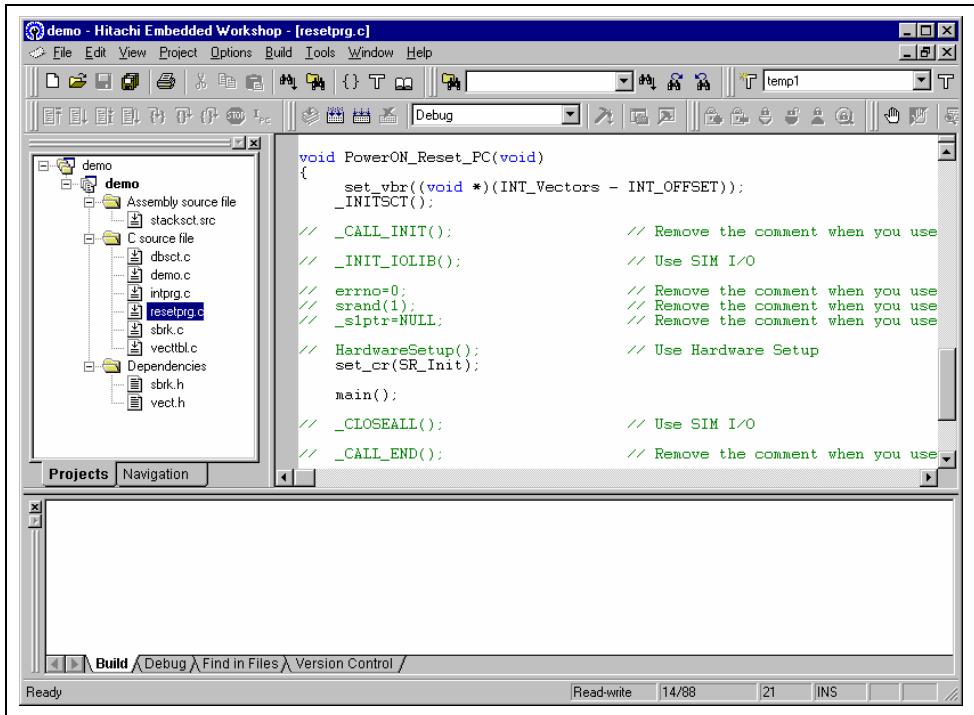 demo - Hitachi Embedded Workshop - [resetprg.c]
File Edit View Project Options Build Tools Window Help
{} temp1
Debug
demo
demo
Assembly source file
stacksct.src
C source file
dbsct.c
demo.c
intprg.c
resetprg.c
sbrk.c
vecttbl.c
Dependencies
sbrk.h
vect.h
Projects Navigation
void PowerON_Reset_PC(void)
{
set_vbr((void *)(INT_Vectors - INT_OFFSET));
_INITSCT();
// _CALL_INIT(); // Remove the comment when you use
// _INIT_IOLIB(); // Use SIM I/O
// errno=0; // Remove the comment when you use
// srand(1); // Remove the comment when you use
// _s1ptr=NULL; // Remove the comment when you use
// HardwareSetup(); // Use Hardware Setup
set_cr(SR_Init);
main();
// _CLOSEALL(); // Use SIM I/O
// _CALL_END(); // Remove the comment when you use
Build Debug Find in Files Version Control
Ready Read-write 14/88 21 INS